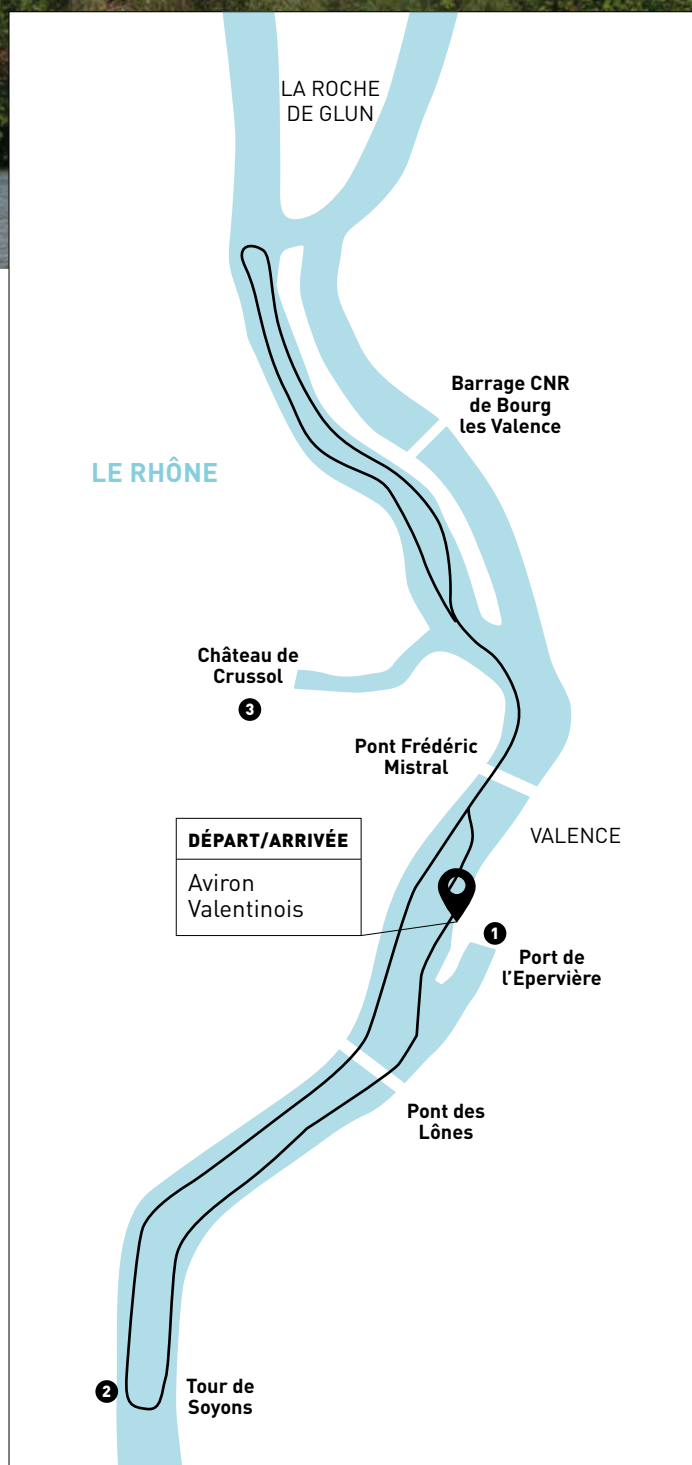 LA ROCHE
DE GLUN
Barrage CNR
de Bourg
les Valence
LE RHÔNE
Château de
Crussol
3
Pont Frédéric
Mistral
DÉPART/ARRIVÉE
Aviron
Valentinois
VALENCE
1
Port de
l'Epervière
Pont des
Lônes
2
Tour de
Soyons